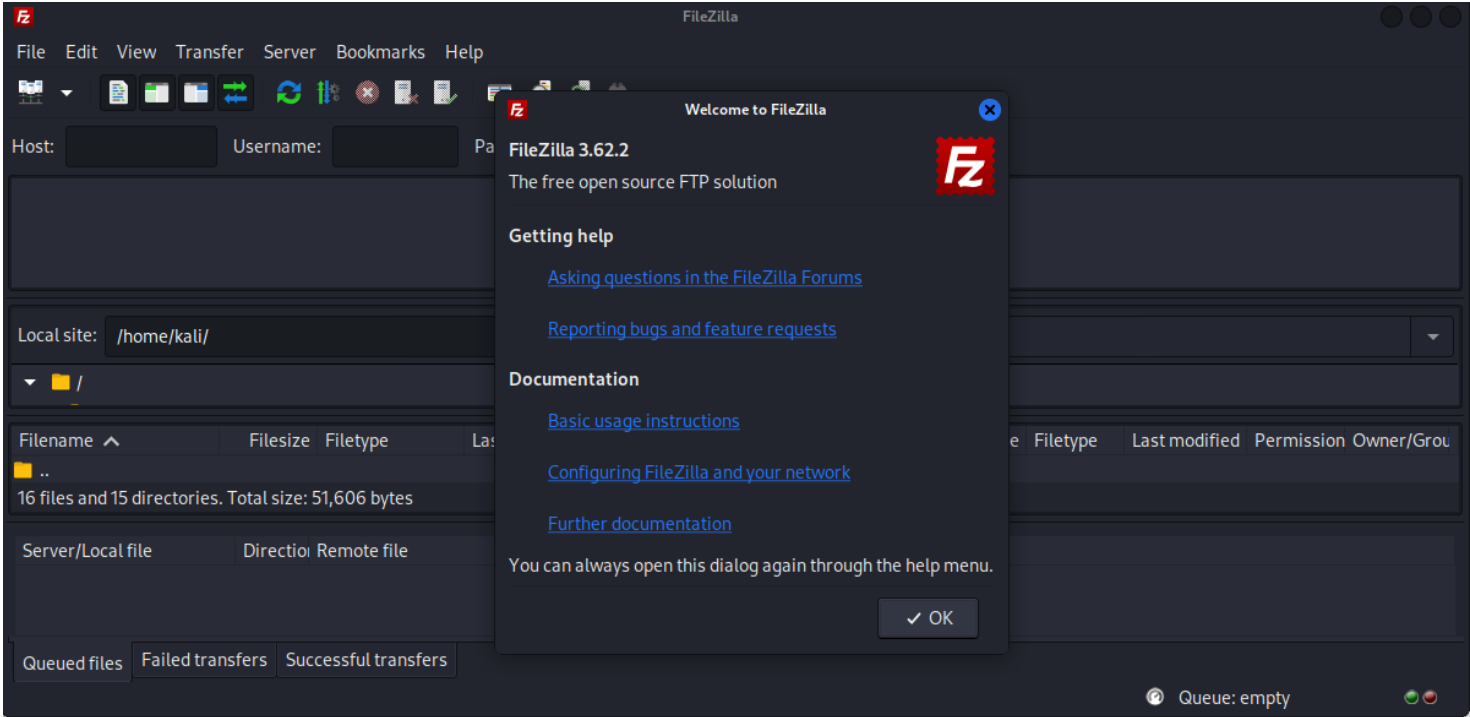 FileZilla
File Edit View Transfer Server Bookmarks Help
Welcome to FileZilla
Host: Username:
FileZilla 3.62.2
The free open source FTP solution
Getting help
Asking questions in the FileZilla Forums
Reporting bugs and feature requests
Documentation
Basic usage instructions
Configuring FileZilla and your network
Further documentation
You can always open this dialog again through the help menu.
OK
Local site: /home/kali/
/
Filename Filesize Filetype
Filetype Last modified Permission Owner/Grou
..
16 files and 15 directories. Total size: 51,606 bytes
Server/Local file Direction Remote file
Queued files Failed transfers Successful transfers
Queue: empty